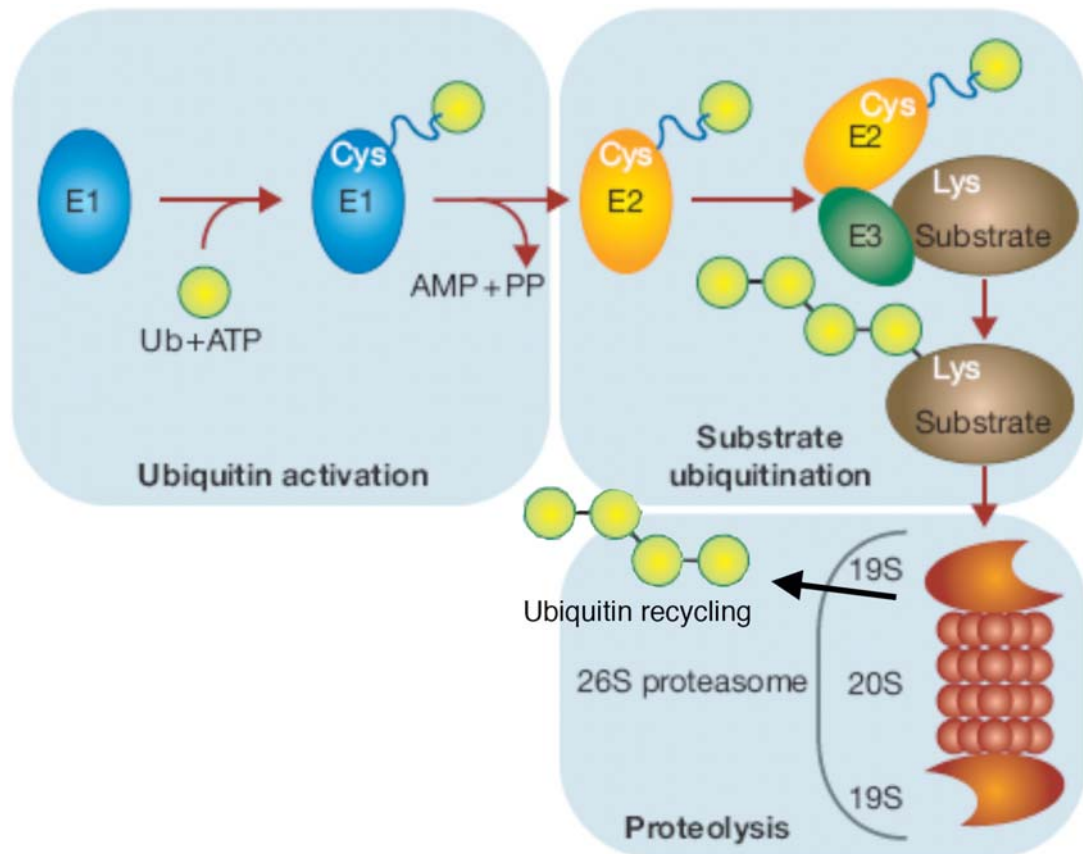 E1
Ub+ATP
Cys
E1
AMP+PP
Ubiquitin activation
Cys
E2
Cys
E2
E3
Lys
Substrate
Lys
Substrate
Substrate
ubiquitination
Ubiquitin recycling
26S proteasome
19S
20S
19S
Proteolysis